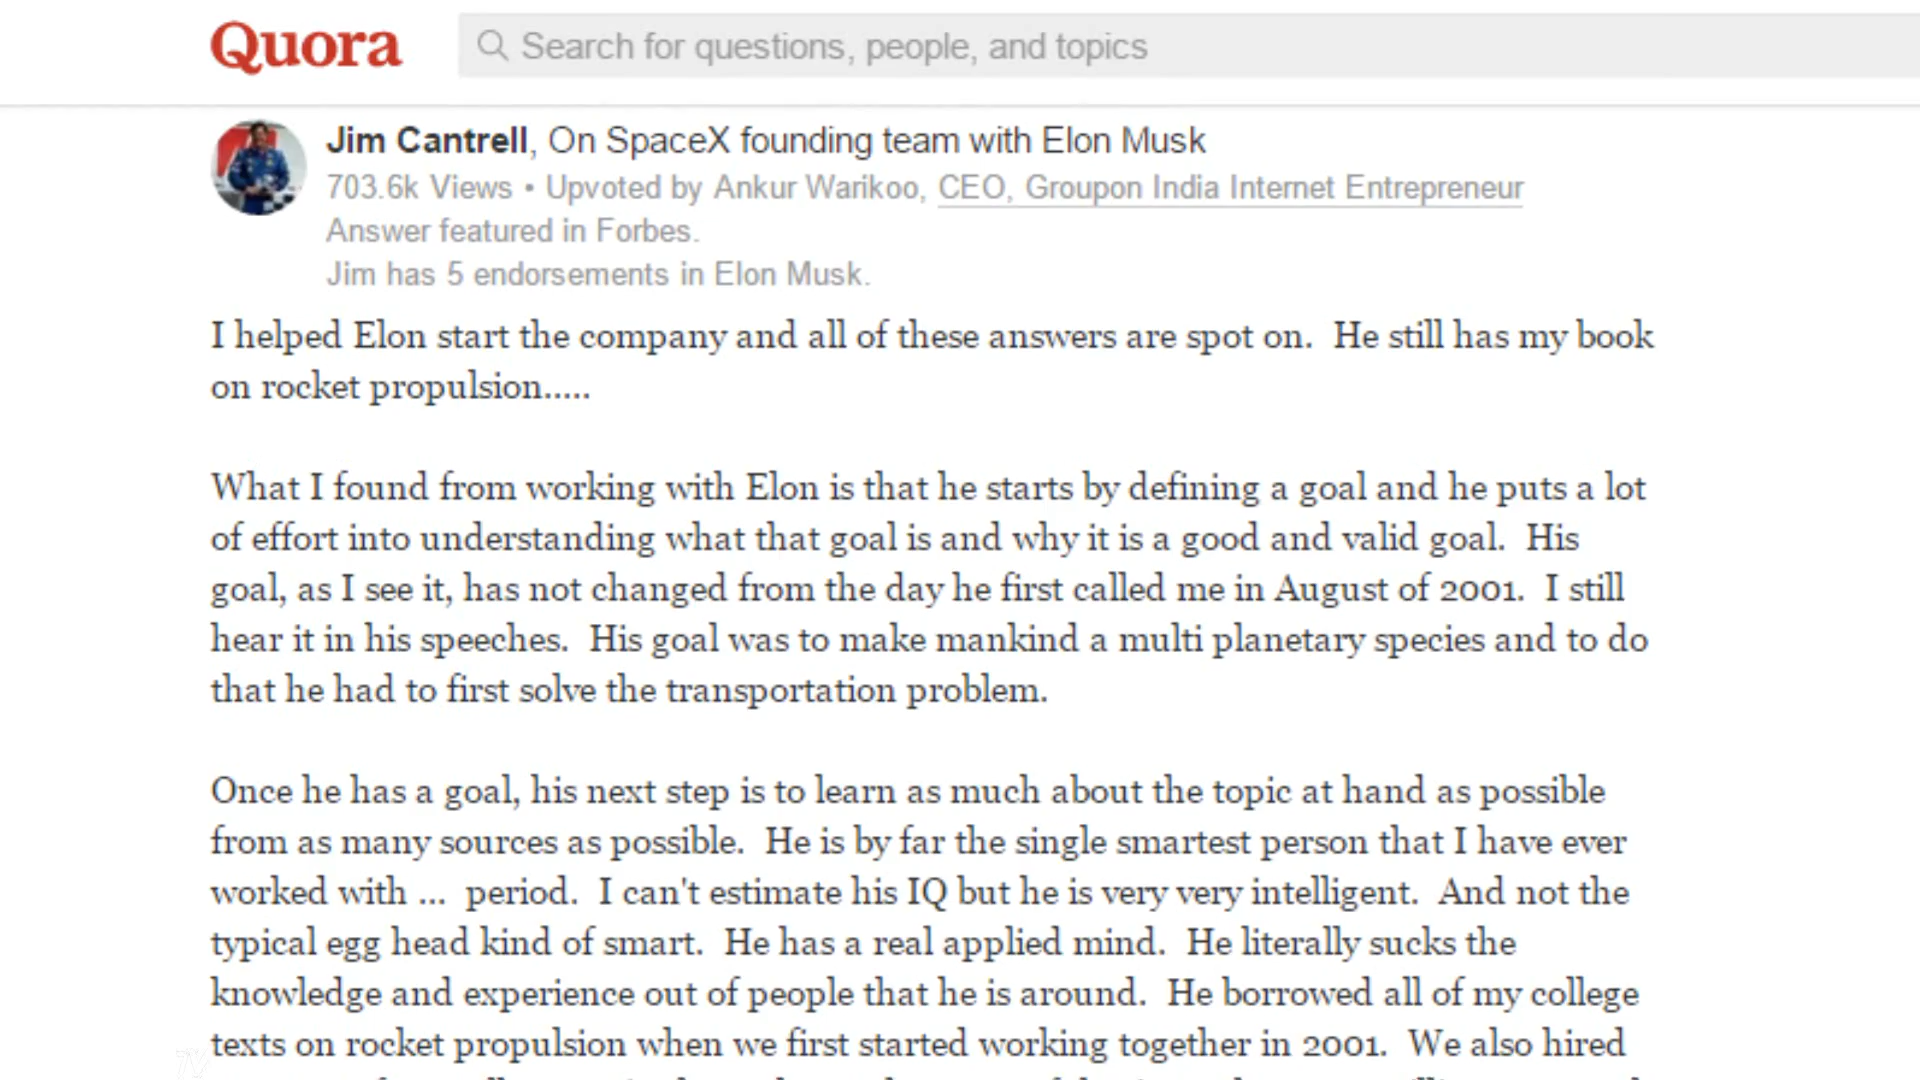 Quora
Search for questions, people, and topics
Jim Cantrell, On SpaceX founding team with Elon Musk
703.6k Views • Upvoted by Ankur Warikoo, CEO, Groupon India Internet Entrepreneur
Answer featured in Forbes.
Jim has 5 endorsements in Elon Musk.
I helped Elon start the company and all of these answers are spot on.  He still has my book
on rocket propulsion.....
What I found from working with Elon is that he starts by defining a goal and he puts a lot
of effort into understanding what that goal is and why it is a good and valid goal.  His
goal, as I see it, has not changed from the day he first called me in August of 2001.  I still
hear it in his speeches.  His goal was to make mankind a multi planetary species and to do
that he had to first solve the transportation problem.
Once he has a goal, his next step is to learn as much about the topic at hand as possible
from as many sources as possible.  He is by far the single smartest person that I have ever
worked with ...  period.  I can't estimate his IQ but he is very very intelligent.  And not the
typical egg head kind of smart.  He has a real applied mind.  He literally sucks the
knowledge and experience out of people that he is around.  He borrowed all of my college
texts on rocket propulsion when we first started working together in 2001.  We also hired